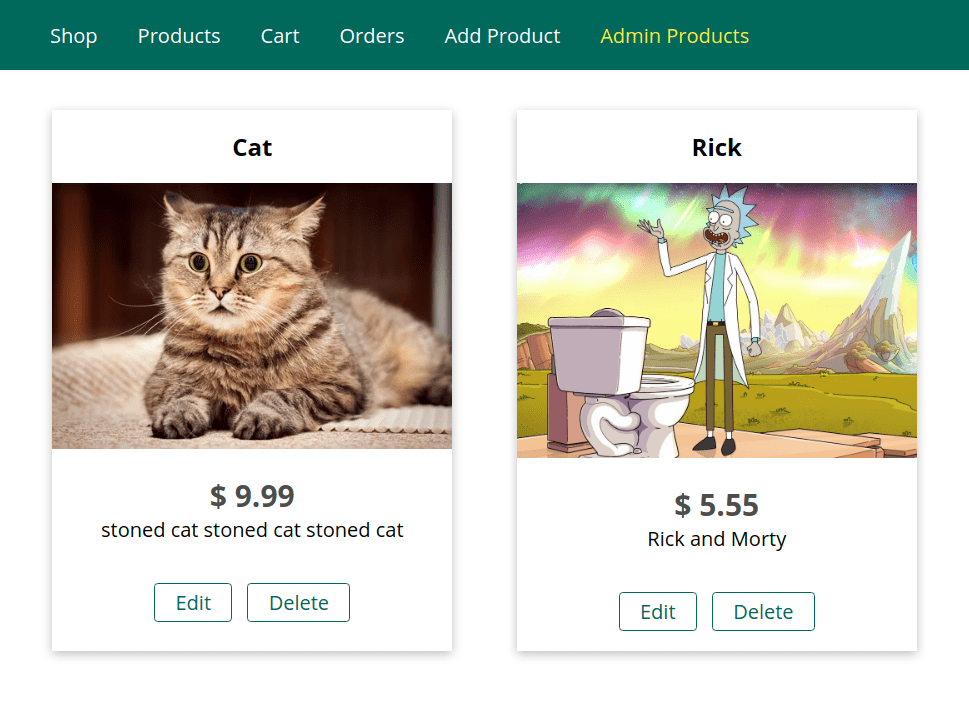 Shop Products Cart Orders Add Product Admin Products
Cat
$ 9.99
stoned cat stoned cat stoned cat
Edit Delete
Rick
$ 5.55
Rick and Morty
Edit Delete